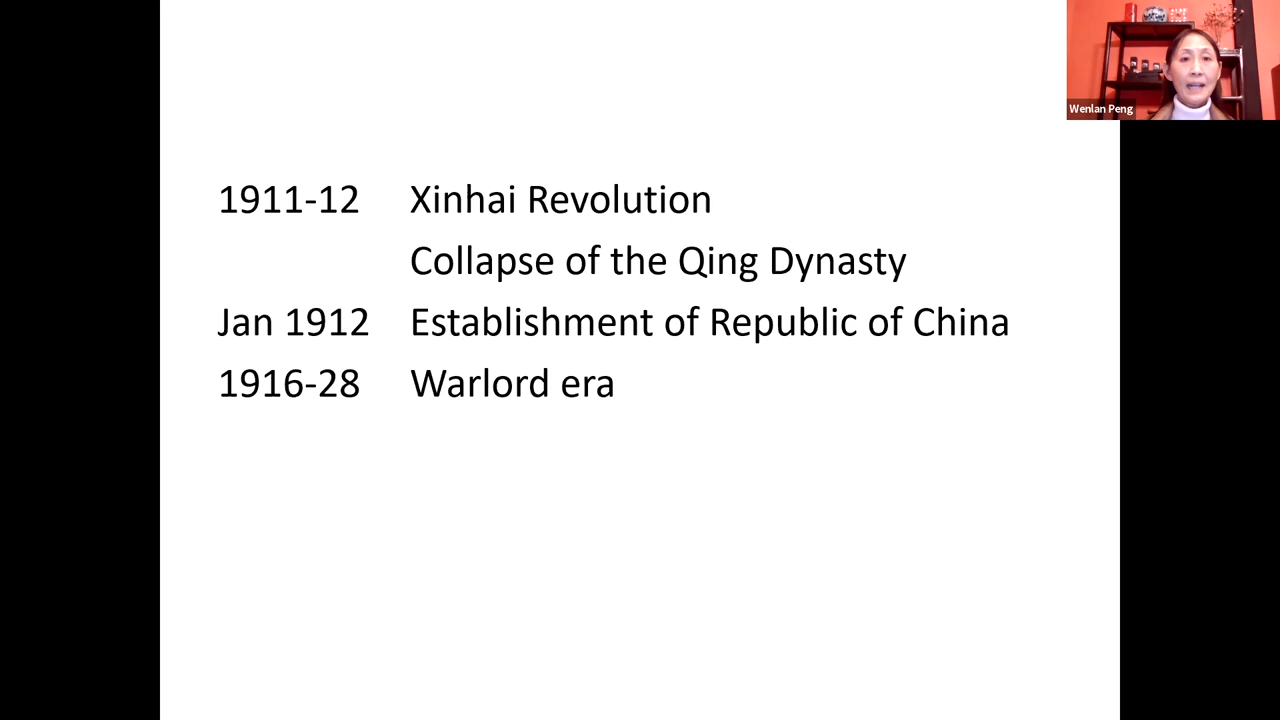 Wenlan Peng
1911-12 Xinhai Revolution
Collapse of the Qing Dynasty
Jan 1912 Establishment of Republic of China
1916-28 Warlord era